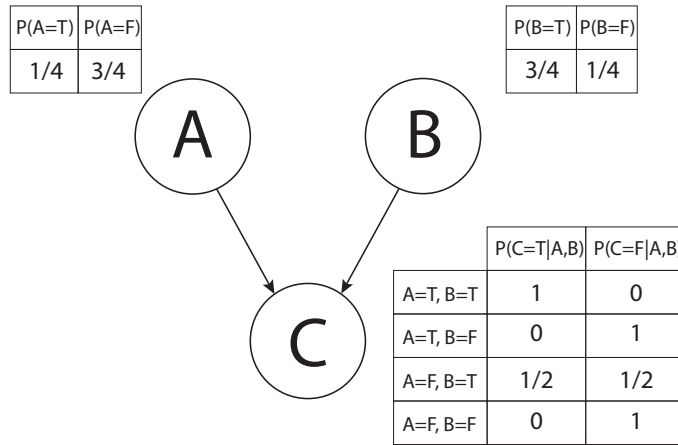 P(A=T) P(A=F)
1/4 3/4
P(B=T) P(B=F)
3/4 1/4
A
B
C
P(C=T|A,B) P(C=F|A,B)
A=T, B=T 1 0
A=T, B=F 0 1
A=F, B=T 1/2 1/2
A=F, B=F 0 1